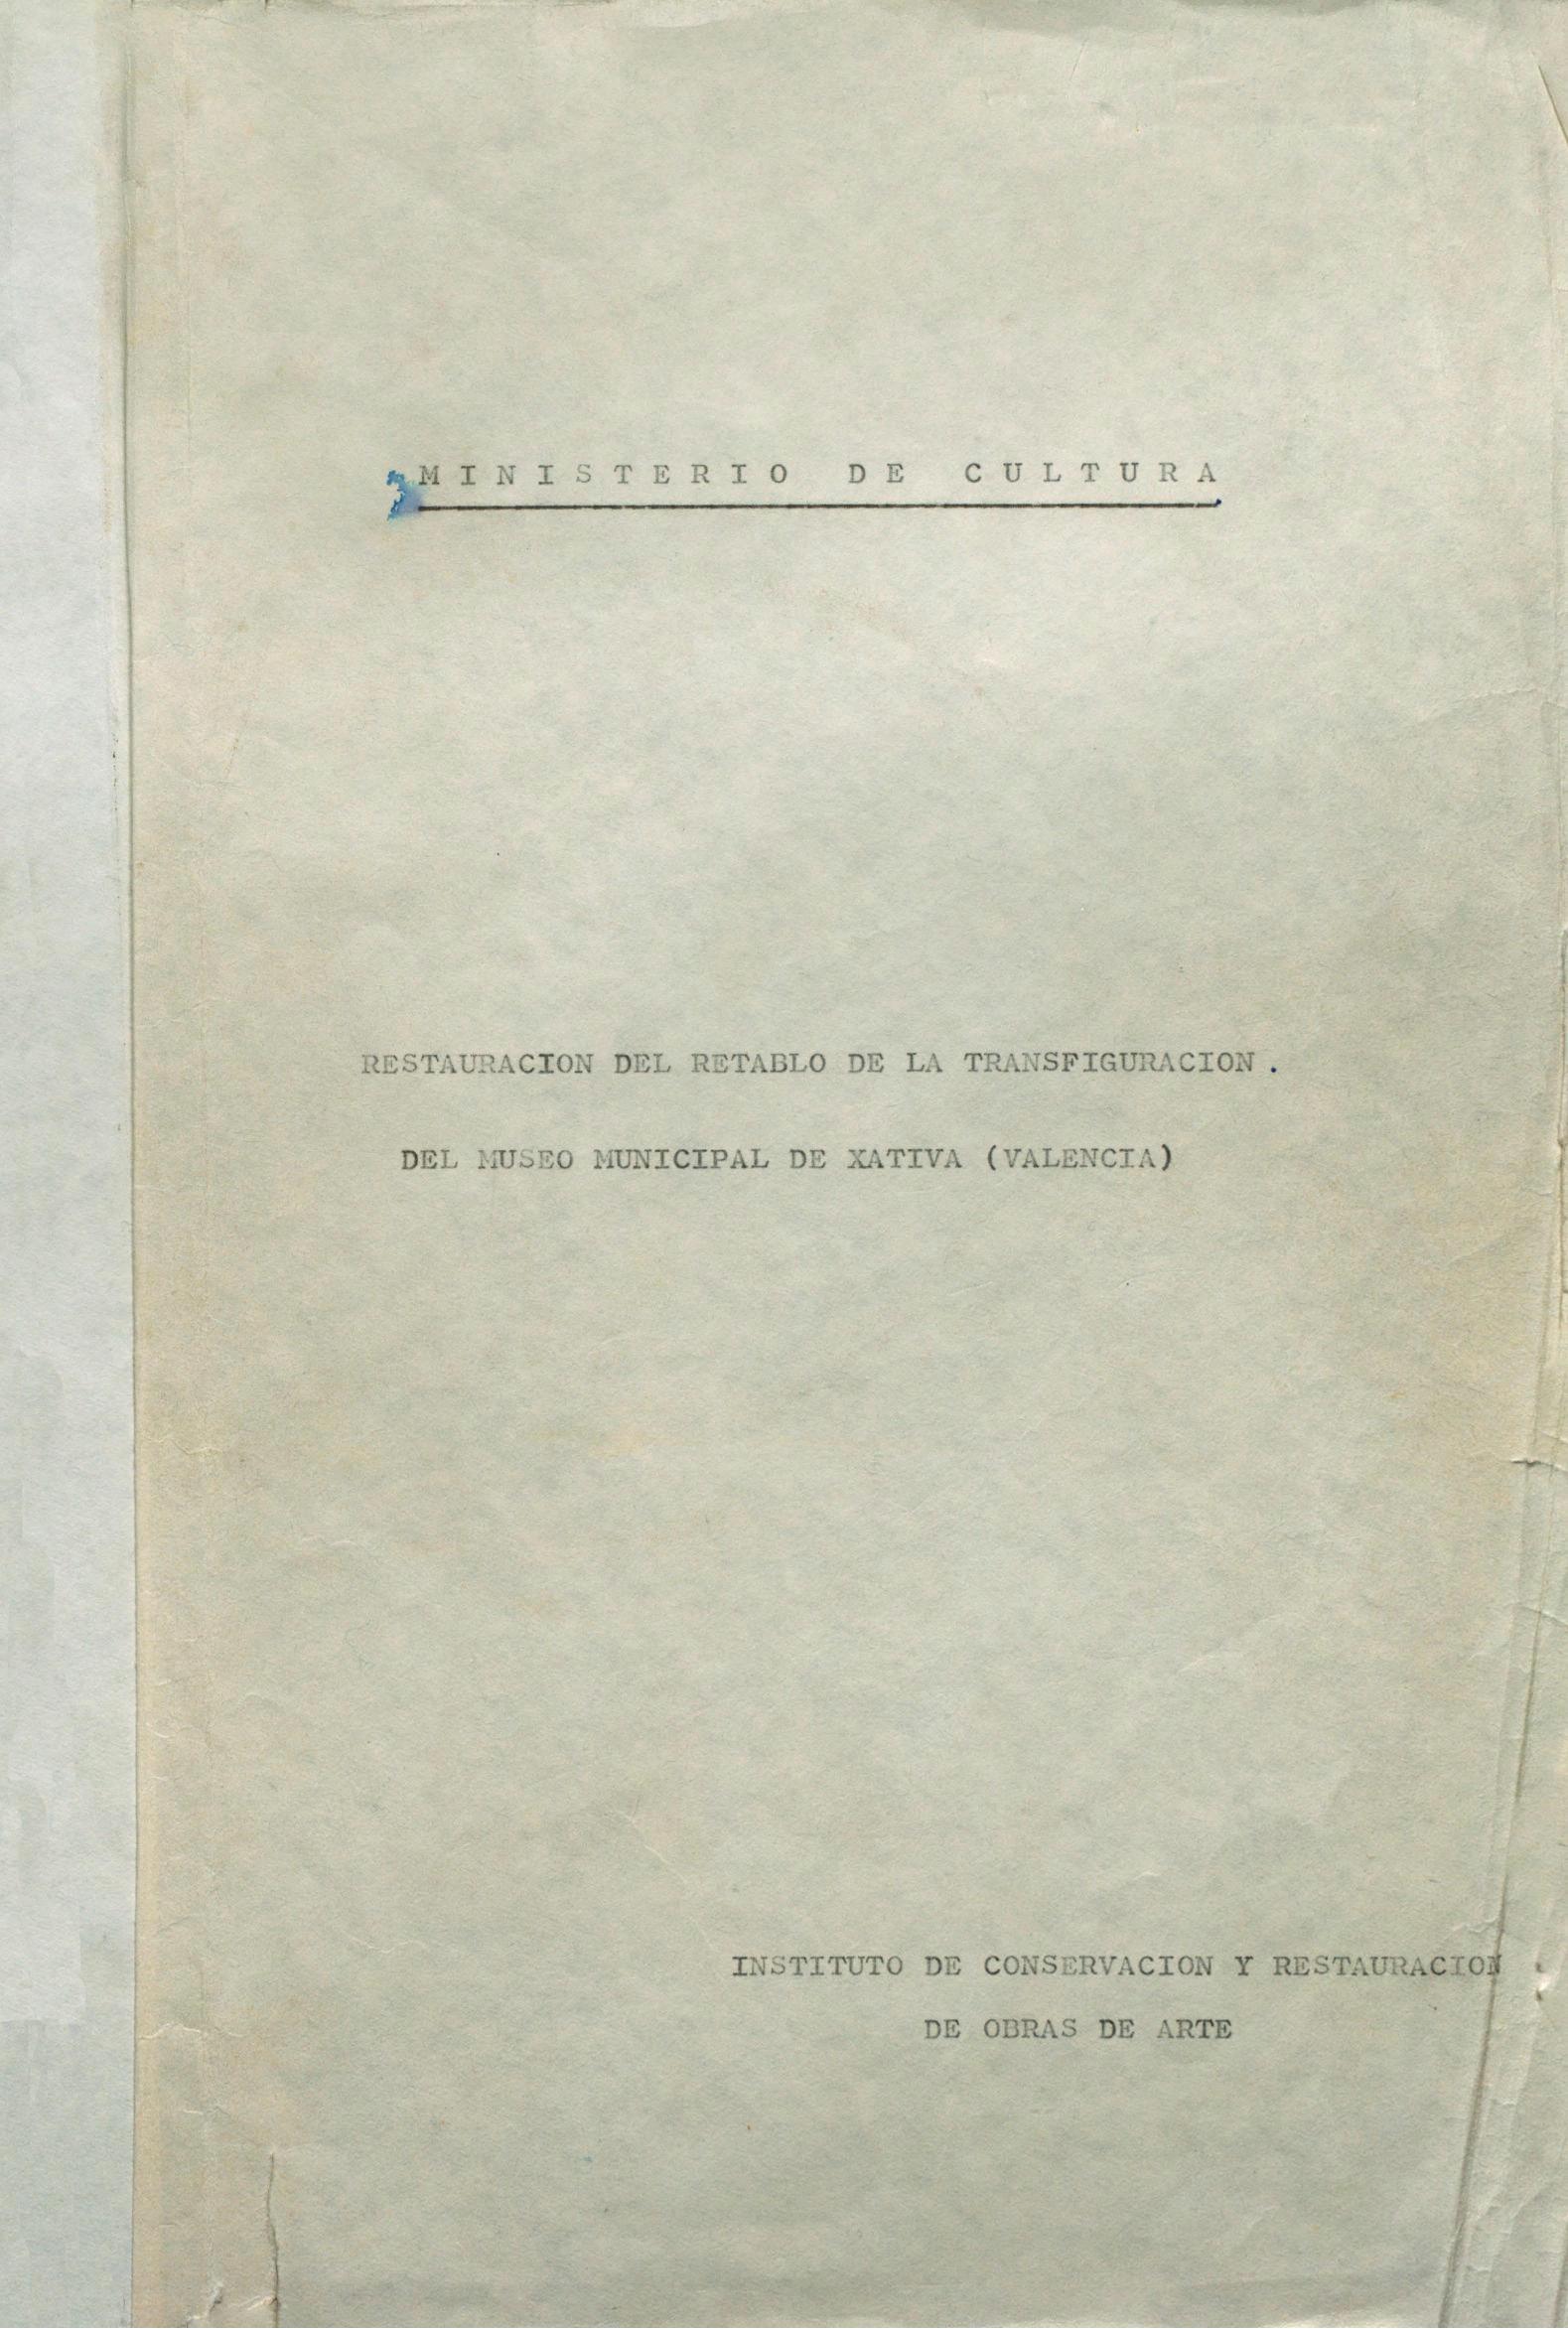 MINISTERIO DE CULTURA
RESTAURACION DEL RETABLO DE LA TRANSFIGURACION.
DEL MUSEO MUNICIPAL DE XATIVA (VALENCIA)
INSTITUTO DE CONSERVACION Y RESTAURACION
DE OBRAS DE ARTE